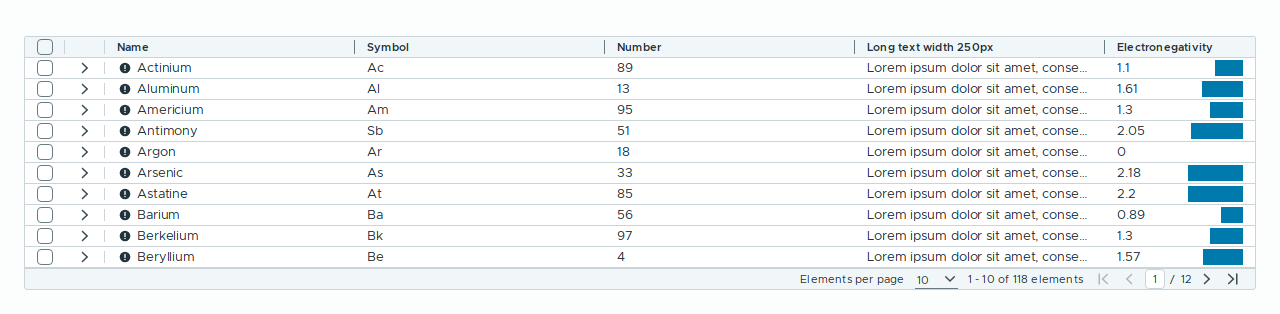 Name Symbol Number Long text width 250px Electronegativity
Actinium Ac 89 Lorem ipsum dolor sit amet, conse... 1.1
Aluminum Al 13 Lorem ipsum dolor sit amet, conse... 1.61
Americium Am 95 Lorem ipsum dolor sit amet, conse... 1.3
Antimony Sb 51 Lorem ipsum dolor sit amet, conse... 2.05
Argon Ar 18 Lorem ipsum dolor sit amet, conse... 0
Arsenic As 33 Lorem ipsum dolor sit amet, conse... 2.18
Astatine At 85 Lorem ipsum dolor sit amet, conse... 2.2
Barium Ba 56 Lorem ipsum dolor sit amet, conse... 0.89
Berkelium Bk 97 Lorem ipsum dolor sit amet, conse... 1.3
Beryllium Be 4 Lorem ipsum dolor sit amet, conse... 1.57
Elements per page 10 1 - 10 of 118 elements 1 / 12